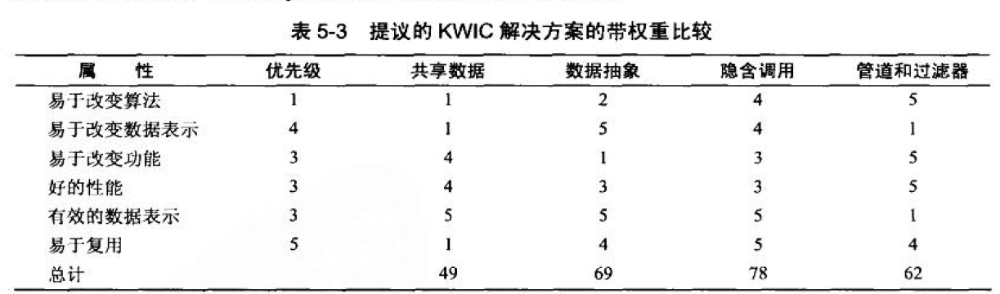 表 5-3 提议的 KWIC 解决方案的带权重比较
属 性 优先级 共享数据 数据抽象 隐含调用 管道和过滤器
易于改变算法 1 1 2 4 5
易于改变数据表示 4 1 5 4 1
易于改变功能 3 4 1 3 5
好的性能 3 4 3 3 5
有效的数据表示 3 5 5 5 1
易于复用 5 1 4 5 4
总计 49 69 78 62